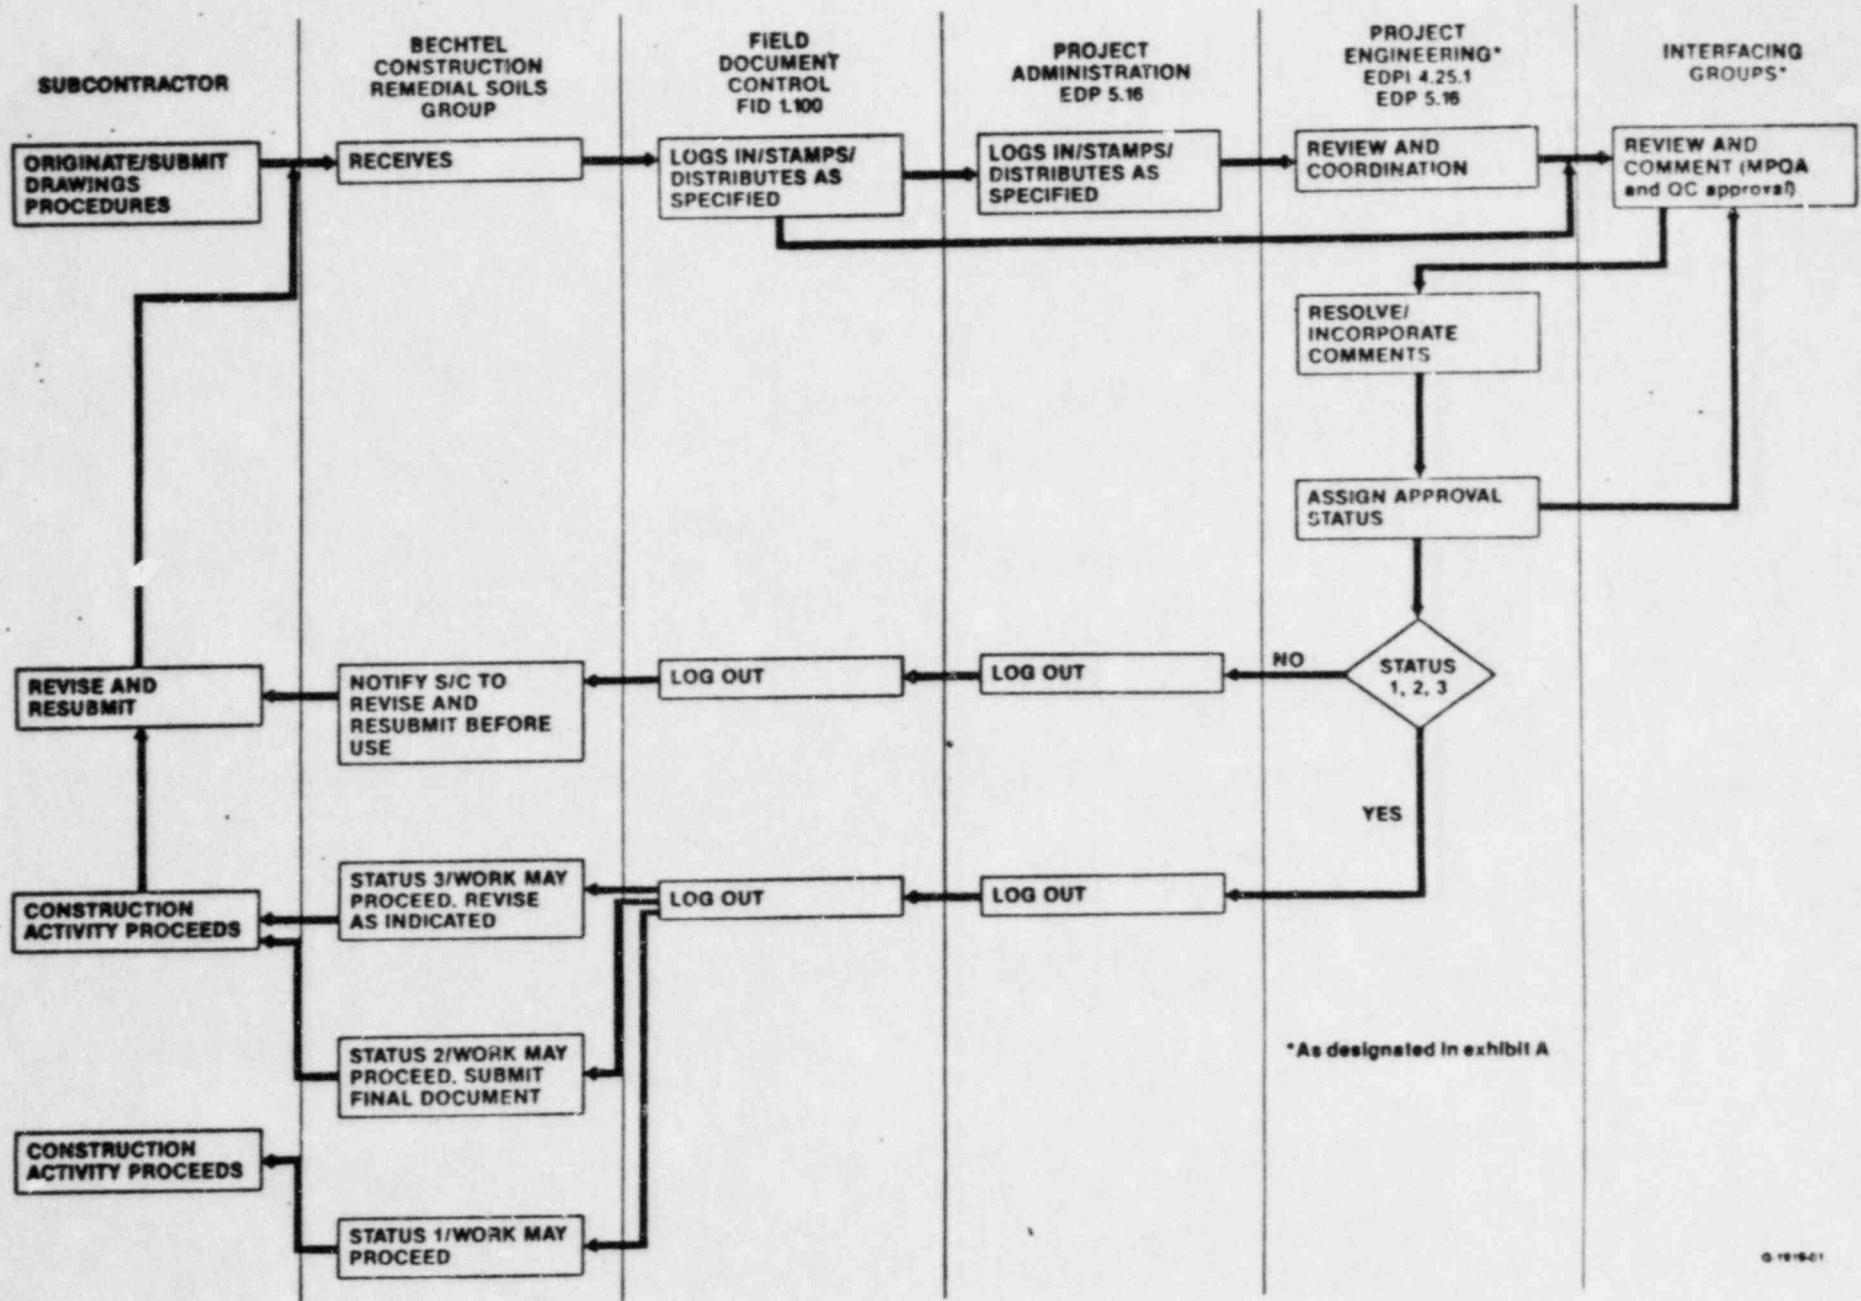 SUBCONTRACTOR
BECHTEL
CONSTRUCTION
REMEDIAL SOILS
GROUP
FIELD
DOCUMENT
CONTROL
FID 1.100
PROJECT
ADMINISTRATION
EDP 5.16
PROJECT
ENGINEERING*
EDPI 4.25.1
EDP 5.16
INTERFACING
GROUPS*
ORIGINATE/SUBMIT
DRAWINGS
PROCEDURES
RECEIVES
LOGS IN/STAMPS/
DISTRIBUTES AS
SPECIFIED
LOGS IN/STAMPS/
DISTRIBUTES AS
SPECIFIED
REVIEW AND
COORDINATION
REVIEW AND
COMMENT (MPQA
and QC approval)
RESOLVE/
INCORPORATE
COMMENTS
ASSIGN APPROVAL
STATUS
STATUS
1, 2, 3
NO
LOG OUT
LOG OUT
NOTIFY S/C TO
REVISE AND
RESUBMIT BEFORE
USE
REVISE AND
RESUBMIT
YES
LOG OUT
LOG OUT
STATUS 3/WORK MAY
PROCEED. REVISE
AS INDICATED
CONSTRUCTION
ACTIVITY PROCEEDS
STATUS 2/WORK MAY
PROCEED. SUBMIT
FINAL DOCUMENT
*As designated in exhibit A
CONSTRUCTION
ACTIVITY PROCEEDS
STATUS 1/WORK MAY
PROCEED